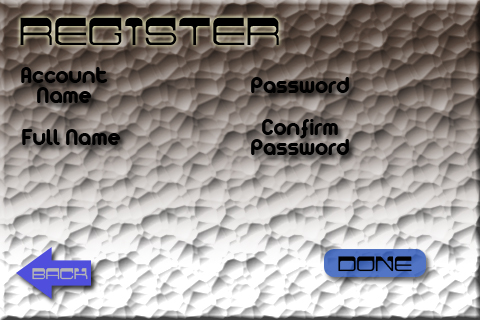 REGISTER
Account
Name
Password
Full Name
Confirm
Password
BACK
DONE